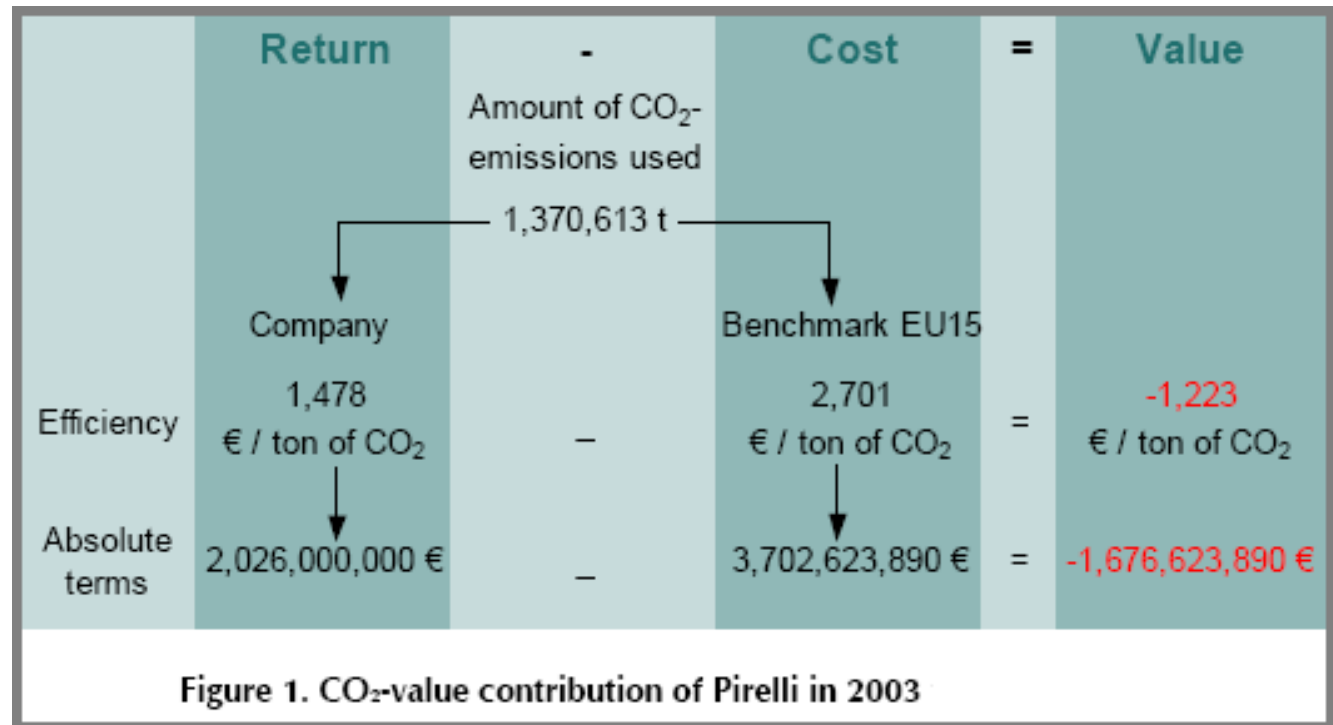 Return - Cost = Value
Amount of CO₂-
emissions used
1,370,613 t
Company Benchmark EU15
Efficiency 1,478 € / ton of CO₂ – 2,701 € / ton of CO₂ = -1,223 € / ton of CO₂
Absolute terms 2,026,000,000 € – 3,702,623,890 € = -1,676,623,890 €
Figure 1. CO₂-value contribution of Pirelli in 2003